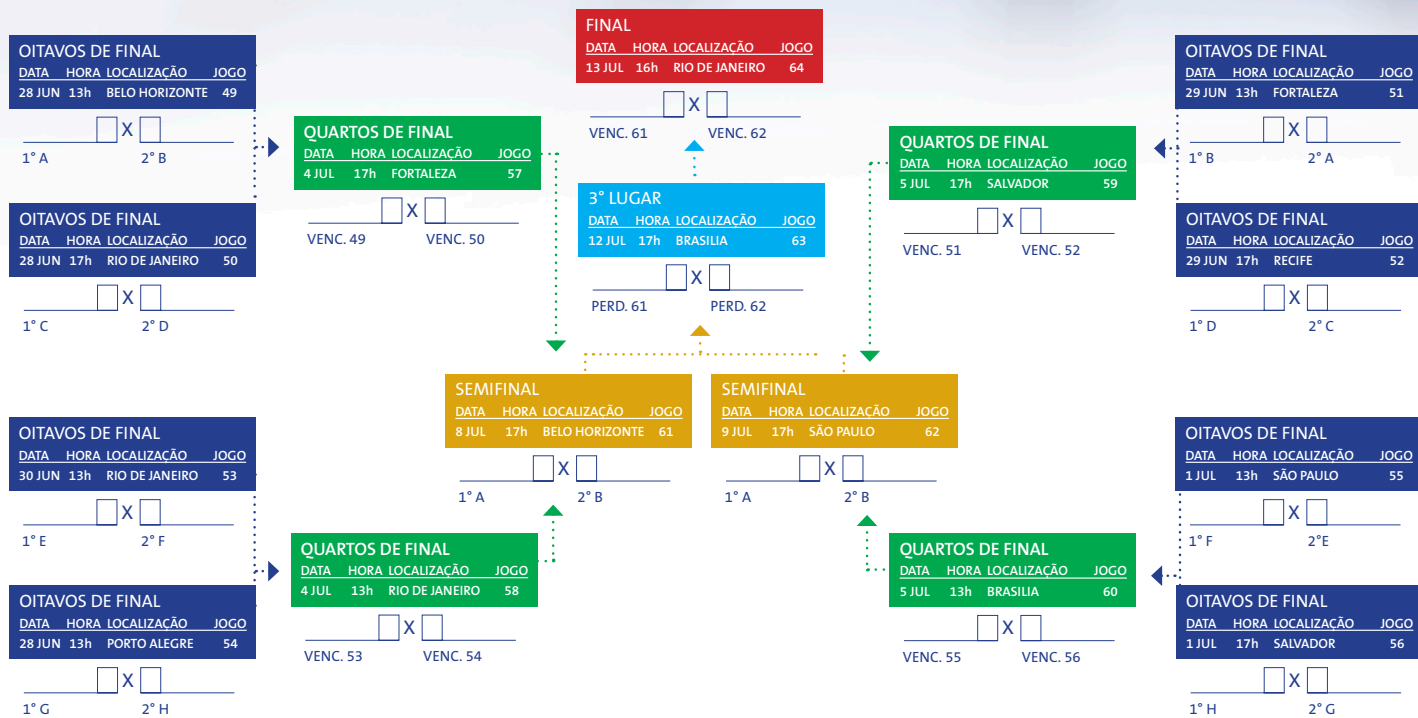 OITAVOS DE FINAL
DATA HORA LOCALIZAÇÃO JOGO
28 JUN 13h BELO HORIZONTE 49
X
1° A 2° B
OITAVOS DE FINAL
DATA HORA LOCALIZAÇÃO JOGO
28 JUN 17h RIO DE JANEIRO 50
X
1° C 2° D
QUARTOS DE FINAL
DATA HORA LOCALIZAÇÃO JOGO
4 JUL 17h FORTALEZA 57
X
VENC. 49 VENC. 50
FINAL
DATA HORA LOCALIZAÇÃO JOGO
13 JUL 16h RIO DE JANEIRO 64
X
VENC. 61 VENC. 62
3° LUGAR
DATA HORA LOCALIZAÇÃO JOGO
12 JUL 17h BRASILIA 63
X
PERD. 61 PERD. 62
QUARTOS DE FINAL
DATA HORA LOCALIZAÇÃO JOGO
5 JUL 17h SALVADOR 59
X
VENC. 51 VENC. 52
OITAVOS DE FINAL
DATA HORA LOCALIZAÇÃO JOGO
29 JUN 13h FORTALEZA 51
X
1° B 2° A
OITAVOS DE FINAL
DATA HORA LOCALIZAÇÃO JOGO
29 JUN 17h RECIFE 52
X
1° D 2° C
SEMIFINAL
DATA HORA LOCALIZAÇÃO JOGO
8 JUL 17h BELO HORIZONTE 61
X
1° A 2° B
SEMIFINAL
DATA HORA LOCALIZAÇÃO JOGO
9 JUL 17h SÃO PAULO 62
X
1° A 2° B
OITAVOS DE FINAL
DATA HORA LOCALIZAÇÃO JOGO
30 JUN 13h RIO DE JANEIRO 53
X
1° E 2° F
OITAVOS DE FINAL
DATA HORA LOCALIZAÇÃO JOGO
28 JUN 13h PORTO ALEGRE 54
X
1° G 2° H
QUARTOS DE FINAL
DATA HORA LOCALIZAÇÃO JOGO
4 JUL 13h RIO DE JANEIRO 58
X
VENC. 53 VENC. 54
QUARTOS DE FINAL
DATA HORA LOCALIZAÇÃO JOGO
5 JUL 13h BRASILIA 60
X
VENC. 55 VENC. 56
OITAVOS DE FINAL
DATA HORA LOCALIZAÇÃO JOGO
1 JUL 13h SÃO PAULO 55
X
1° F 2°E
OITAVOS DE FINAL
DATA HORA LOCALIZAÇÃO JOGO
1 JUL 17h SALVADOR 56
X
1° H 2° G